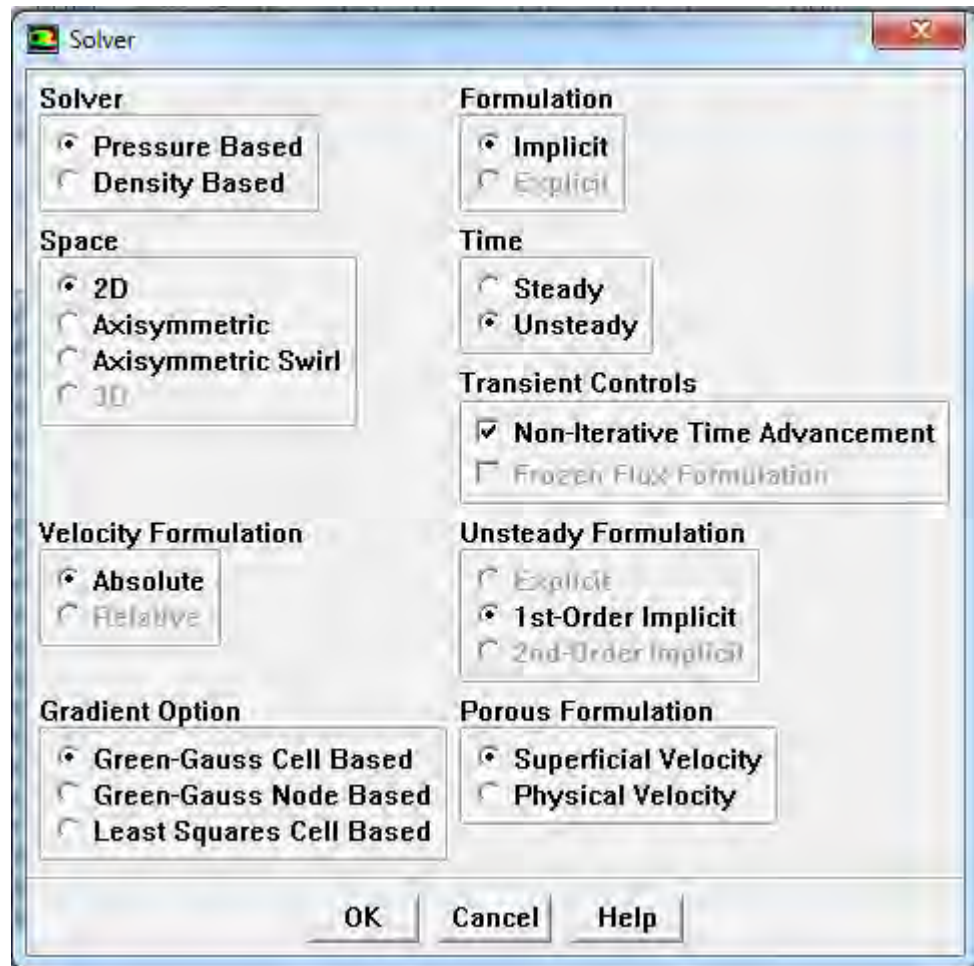 Solver
Solver
Pressure Based
Density Based
Formulation
Implicit
Explicit
Space
2D
Axisymmetric
Axisymmetric Swirl
3D
Time
Steady
Unsteady
Transient Controls
Non-Iterative Time Advancement
Frozen Flux Formulation
Velocity Formulation
Absolute
Relative
Unsteady Formulation
Explicit
1st-Order Implicit
2nd-Order Implicit
Gradient Option
Green-Gauss Cell Based
Green-Gauss Node Based
Least Squares Cell Based
Porous Formulation
Superficial Velocity
Physical Velocity
OK Cancel Help